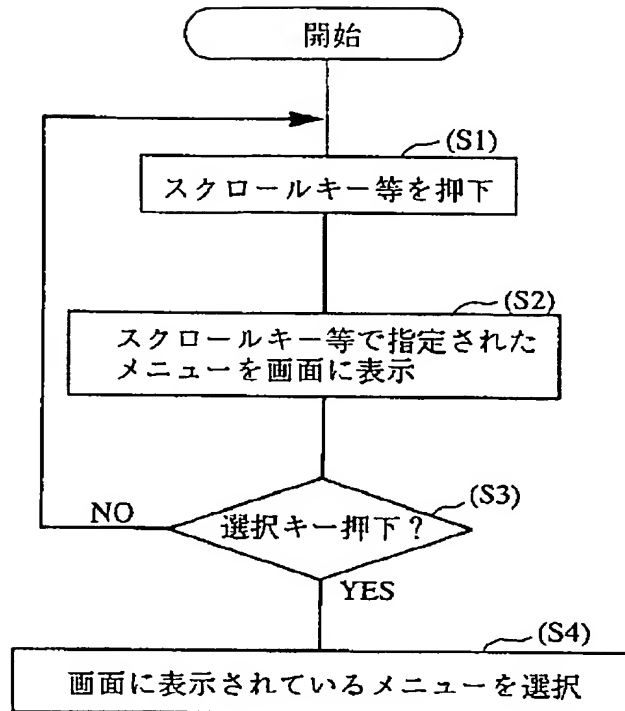 開始
(S1)
スクロールキー等を押下
(S2)
スクロールキー等で指定された
メニューを画面に表示
(S3)
選択キー押下？
NO
YES
(S4)
画面に表示されているメニューを選択